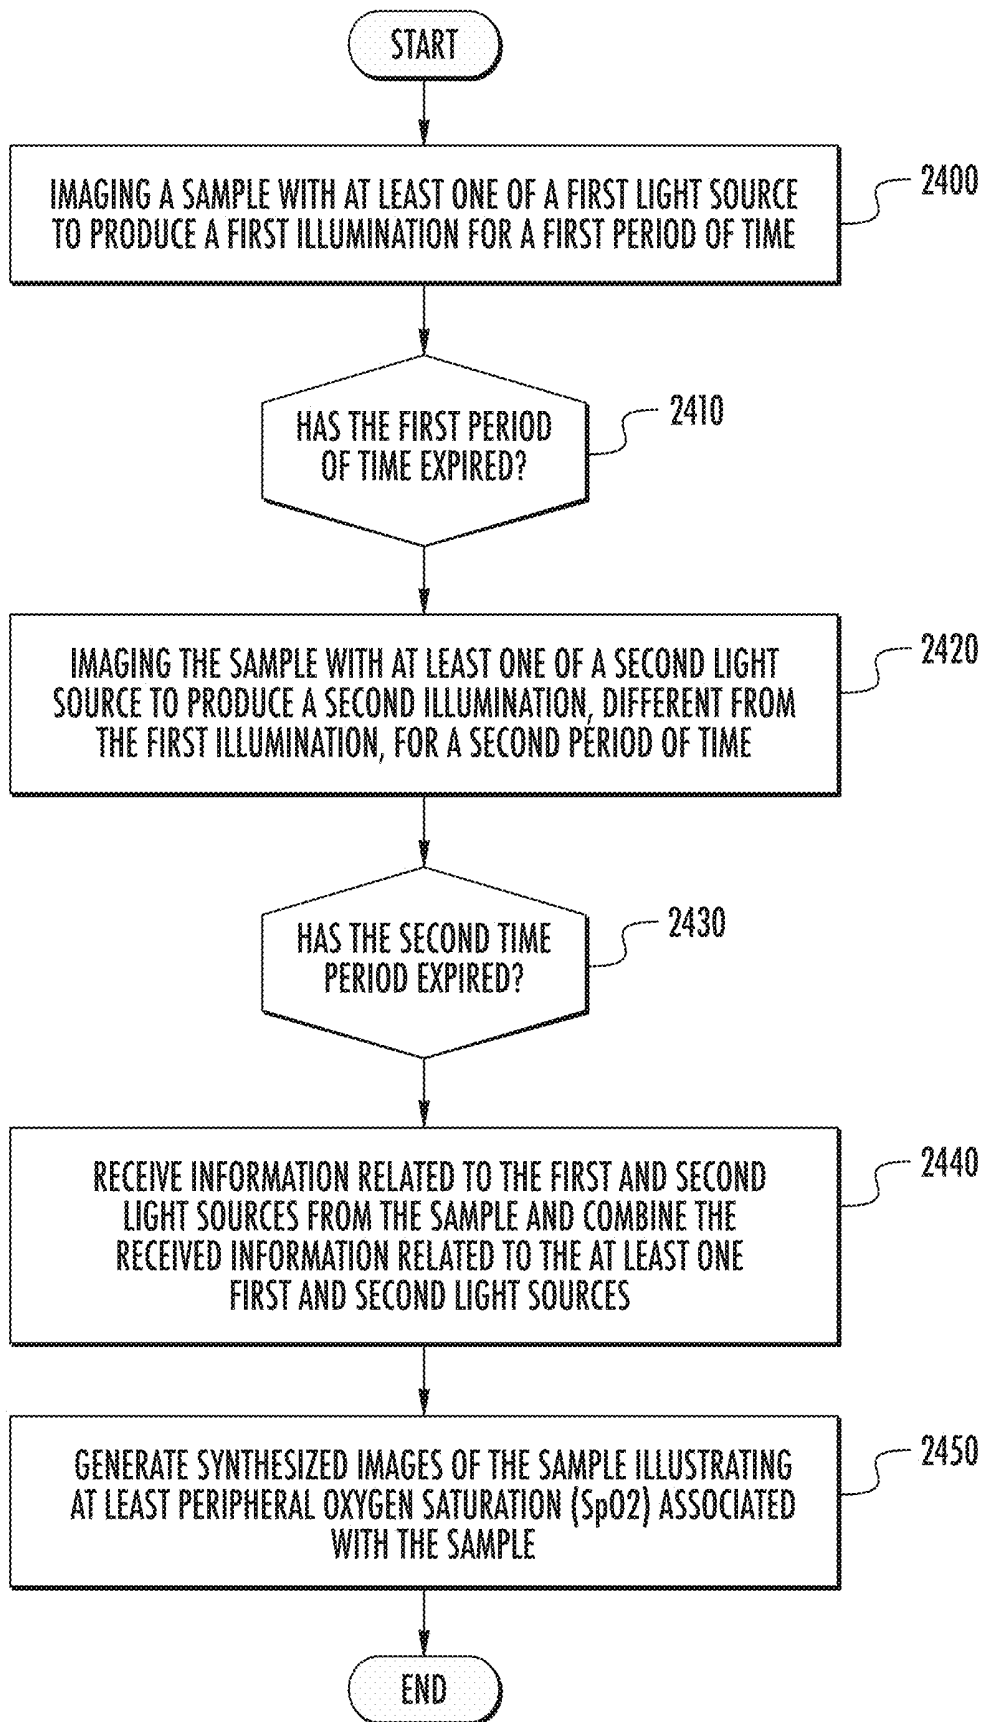 START
IMAGING A SAMPLE WITH AT LEAST ONE OF A FIRST LIGHT SOURCE
TO PRODUCE A FIRST ILLUMINATION FOR A FIRST PERIOD OF TIME
2400
HAS THE FIRST PERIOD
OF TIME EXPIRED?
2410
IMAGING THE SAMPLE WITH AT LEAST ONE OF A SECOND LIGHT
SOURCE TO PRODUCE A SECOND ILLUMINATION, DIFFERENT FROM
THE FIRST ILLUMINATION, FOR A SECOND PERIOD OF TIME
2420
HAS THE SECOND TIME
PERIOD EXPIRED?
2430
RECEIVE INFORMATION RELATED TO THE FIRST AND SECOND
LIGHT SOURCES FROM THE SAMPLE AND COMBINE THE
RECEIVED INFORMATION RELATED TO THE AT LEAST ONE
FIRST AND SECOND LIGHT SOURCES
2440
GENERATE SYNTHESIZED IMAGES OF THE SAMPLE ILLUSTRATING
AT LEAST PERIPHERAL OXYGEN SATURATION (SpO2) ASSOCIATED
WITH THE SAMPLE
2450
END